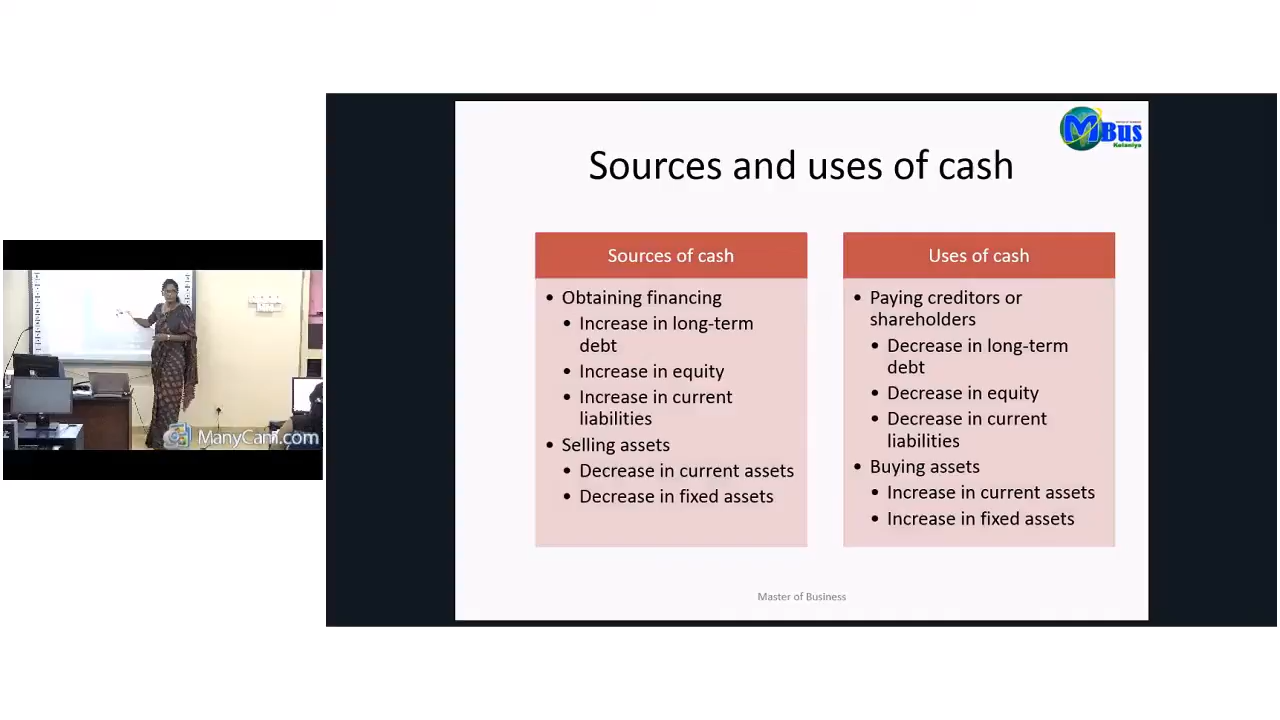 MBus
Kelaniya
Sources and uses of cash
Sources of cash
• Obtaining financing
• Increase in long-term
debt
• Increase in equity
• Increase in current
liabilities
• Selling assets
• Decrease in current assets
• Decrease in fixed assets
Uses of cash
• Paying creditors or
shareholders
• Decrease in long-term
debt
• Decrease in equity
• Decrease in current
liabilities
• Buying assets
• Increase in current assets
• Increase in fixed assets
Master of Business
ManyCam.com